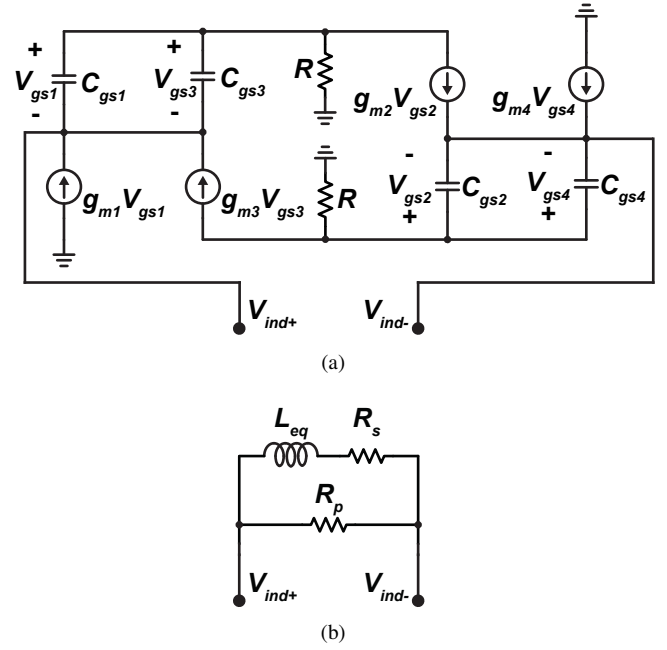 +
+
V_gs1 C_gs1 V_gs3 C_gs3 R g_m2V_gs2 g_m4V_gs4
-
-
-
-
g_m1V_gs1 g_m3V_gs3 R V_gs2 C_gs2 V_gs4 C_gs4
+
+
V_ind+ V_ind-
(a)
L_eq R_s
R_p
V_ind+ V_ind-
(b)